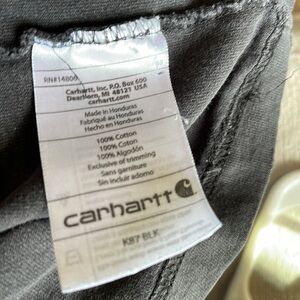 RN#14806
Carhartt, Inc. P.O. Box 600
Dearborn, MI 48121 USA
carhartt.com
Made in Honduras
Fabriqué au Honduras
Hecho en Honduras
100% Cotton
100% Coton
100% Algodón
Exclusive of trimming
Sans garniture
Sin incluir adorno
carhartt
K87 BLK